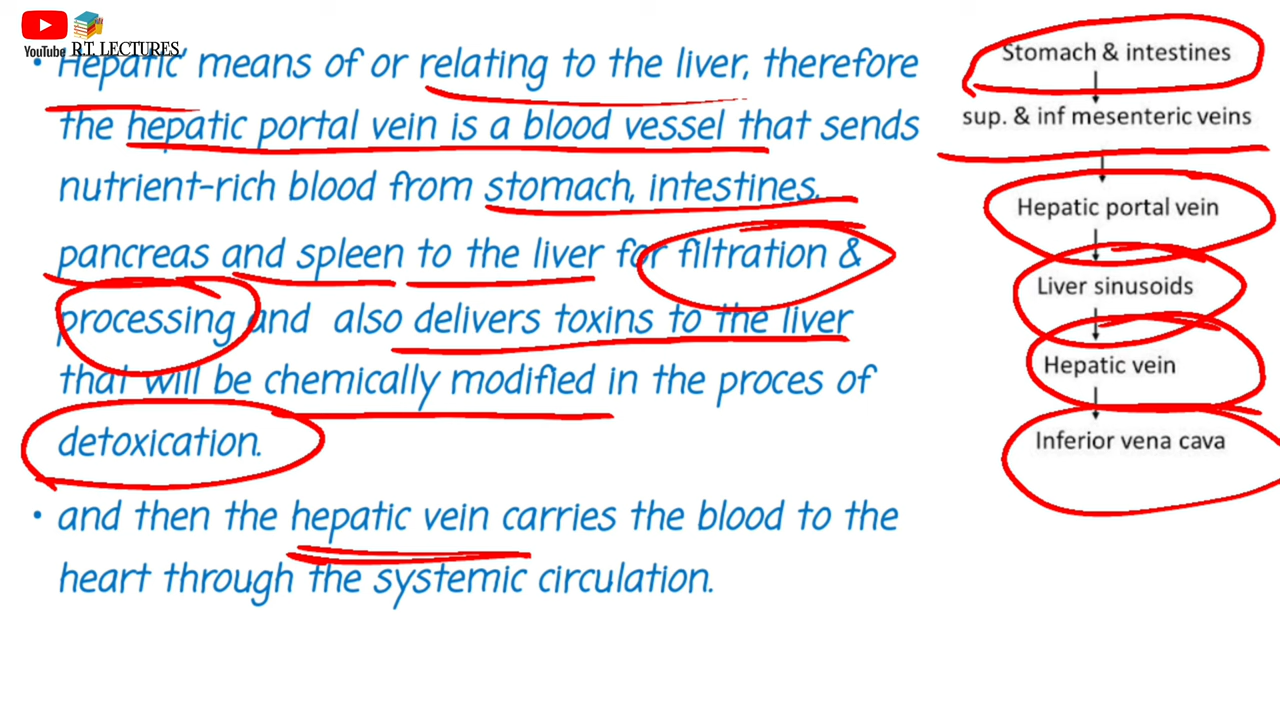 YouTube R.T. LECTURES
• 'Hepatic' means of or relating to the liver, therefore
the hepatic portal vein is a blood vessel that sends
nutrient-rich blood from stomach, intestines,
pancreas and spleen to the liver for filtration &
processing and also delivers toxins to the liver
that will be chemically modified in the proces of
detoxication.
• and then the hepatic vein carries the blood to the
heart through the systemic circulation.
Stomach & intestines
sup. & inf mesenteric veins
Hepatic portal vein
Liver sinusoids
Hepatic vein
Inferior vena cava